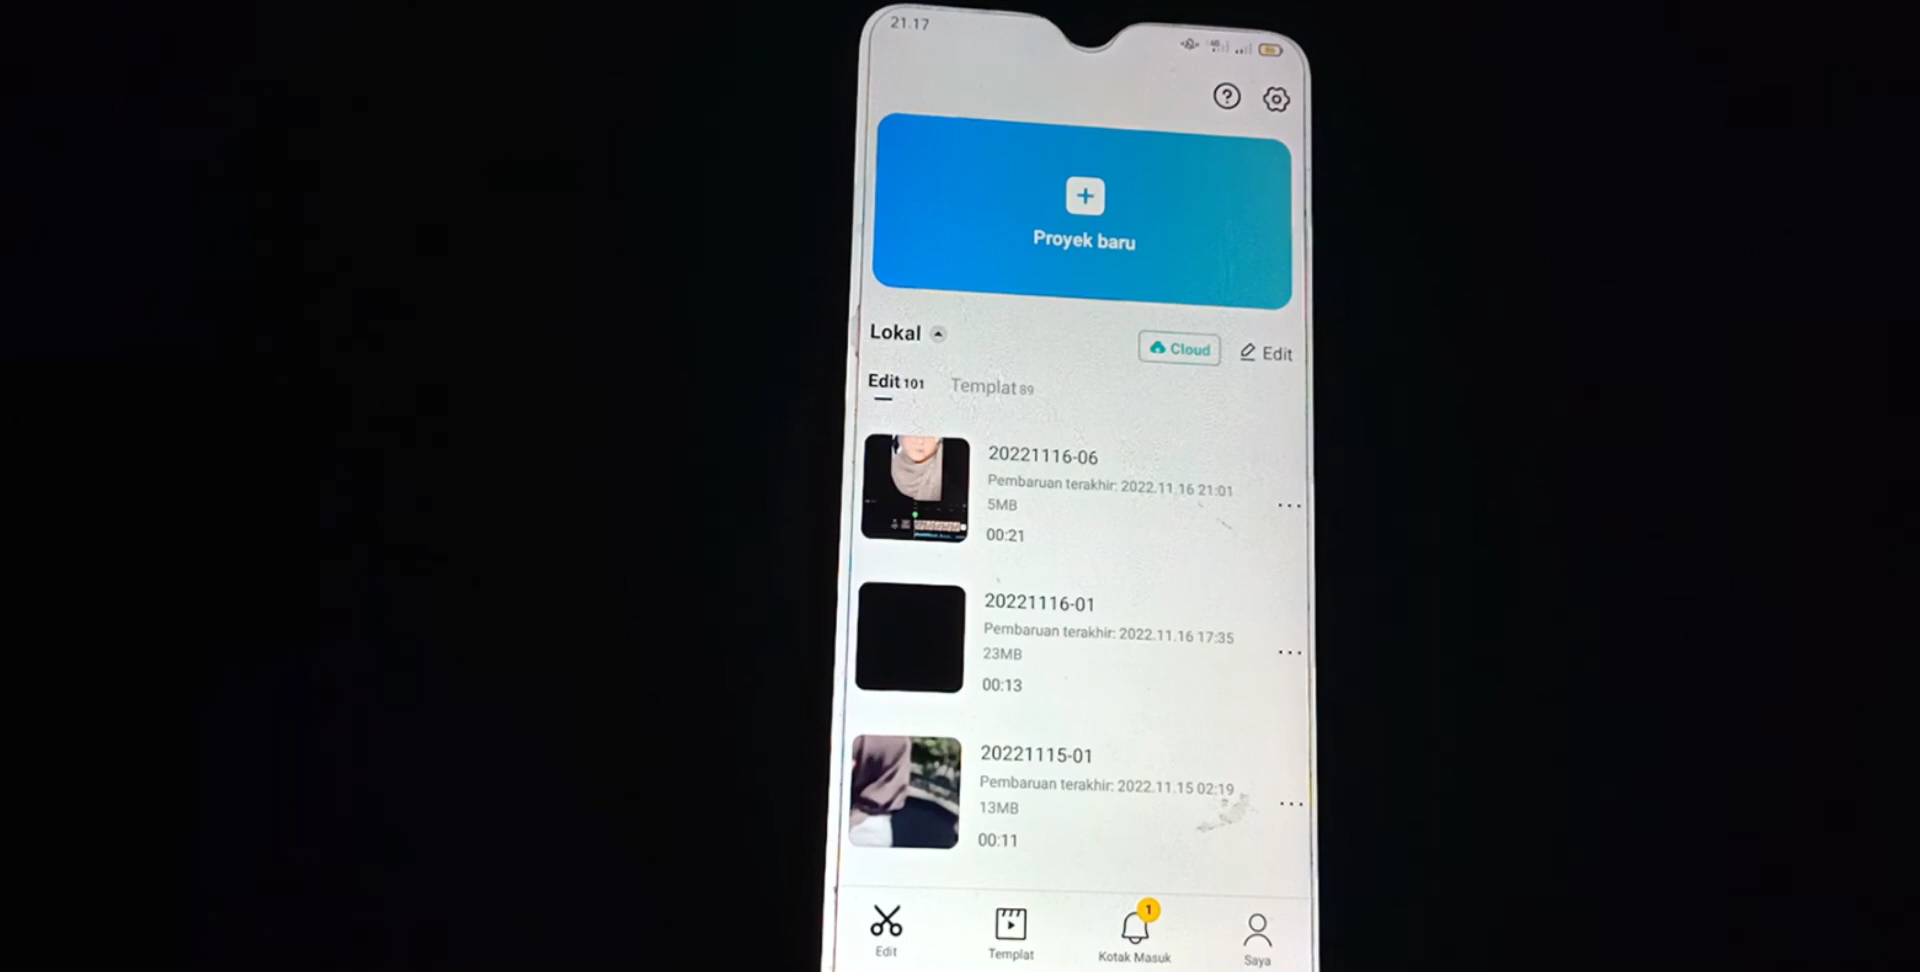 21.17
Proyek baru
Lokal
Cloud
Edit
Edit 101
Templat 89
20221116-06
Pembaruan terakhir: 2022.11.16 21:01
5MB
00:21
20221116-01
Pembaruan terakhir: 2022.11.16 17:35
23MB
00:13
20221115-01
Pembaruan terakhir: 2022.11.15 02:19
13MB
00:11
1
Edit
Templat
Kotak Masuk
Saya